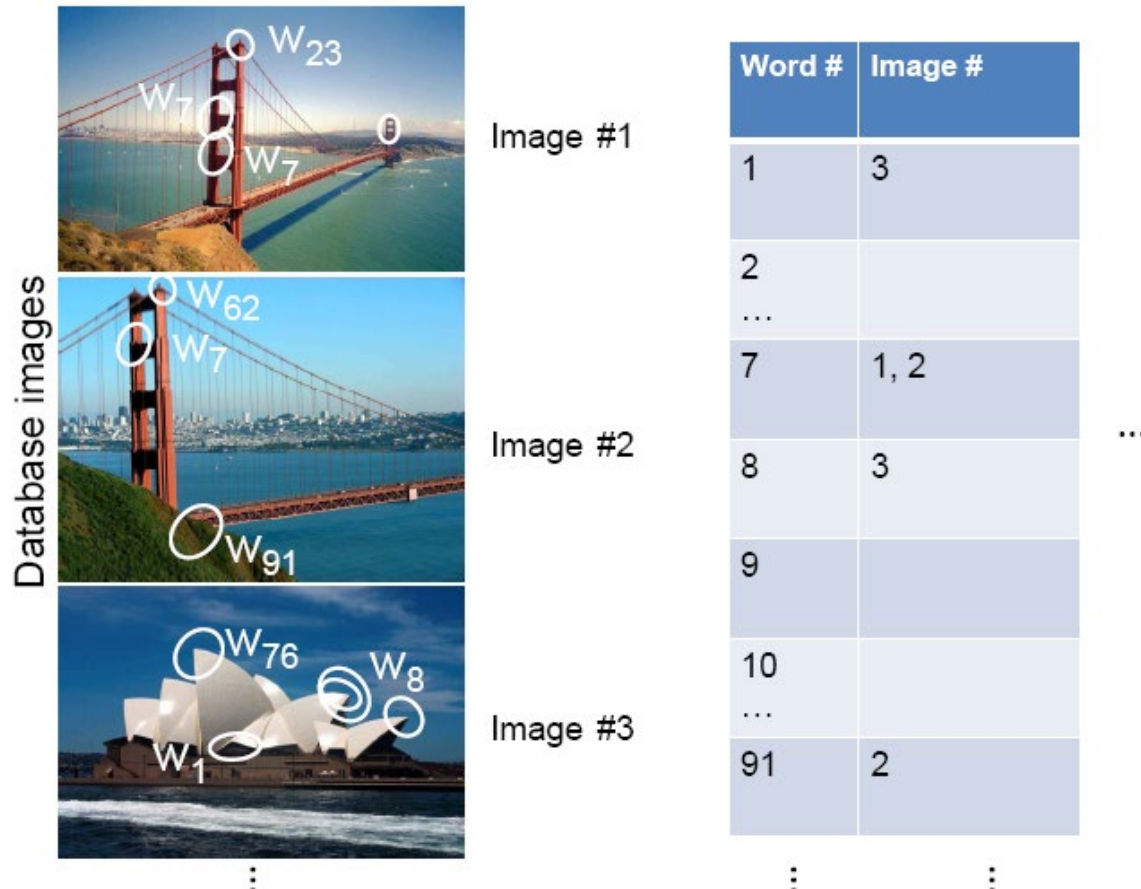 Database images
W23
W7
W7
Image #1
W62
W7
W91
Image #2
W76
W8
W1
Image #3
⋮
Word # Image #
1 3
2
...
7 1, 2
8 3
9
10
...
91 2
⋮ ⋮
...